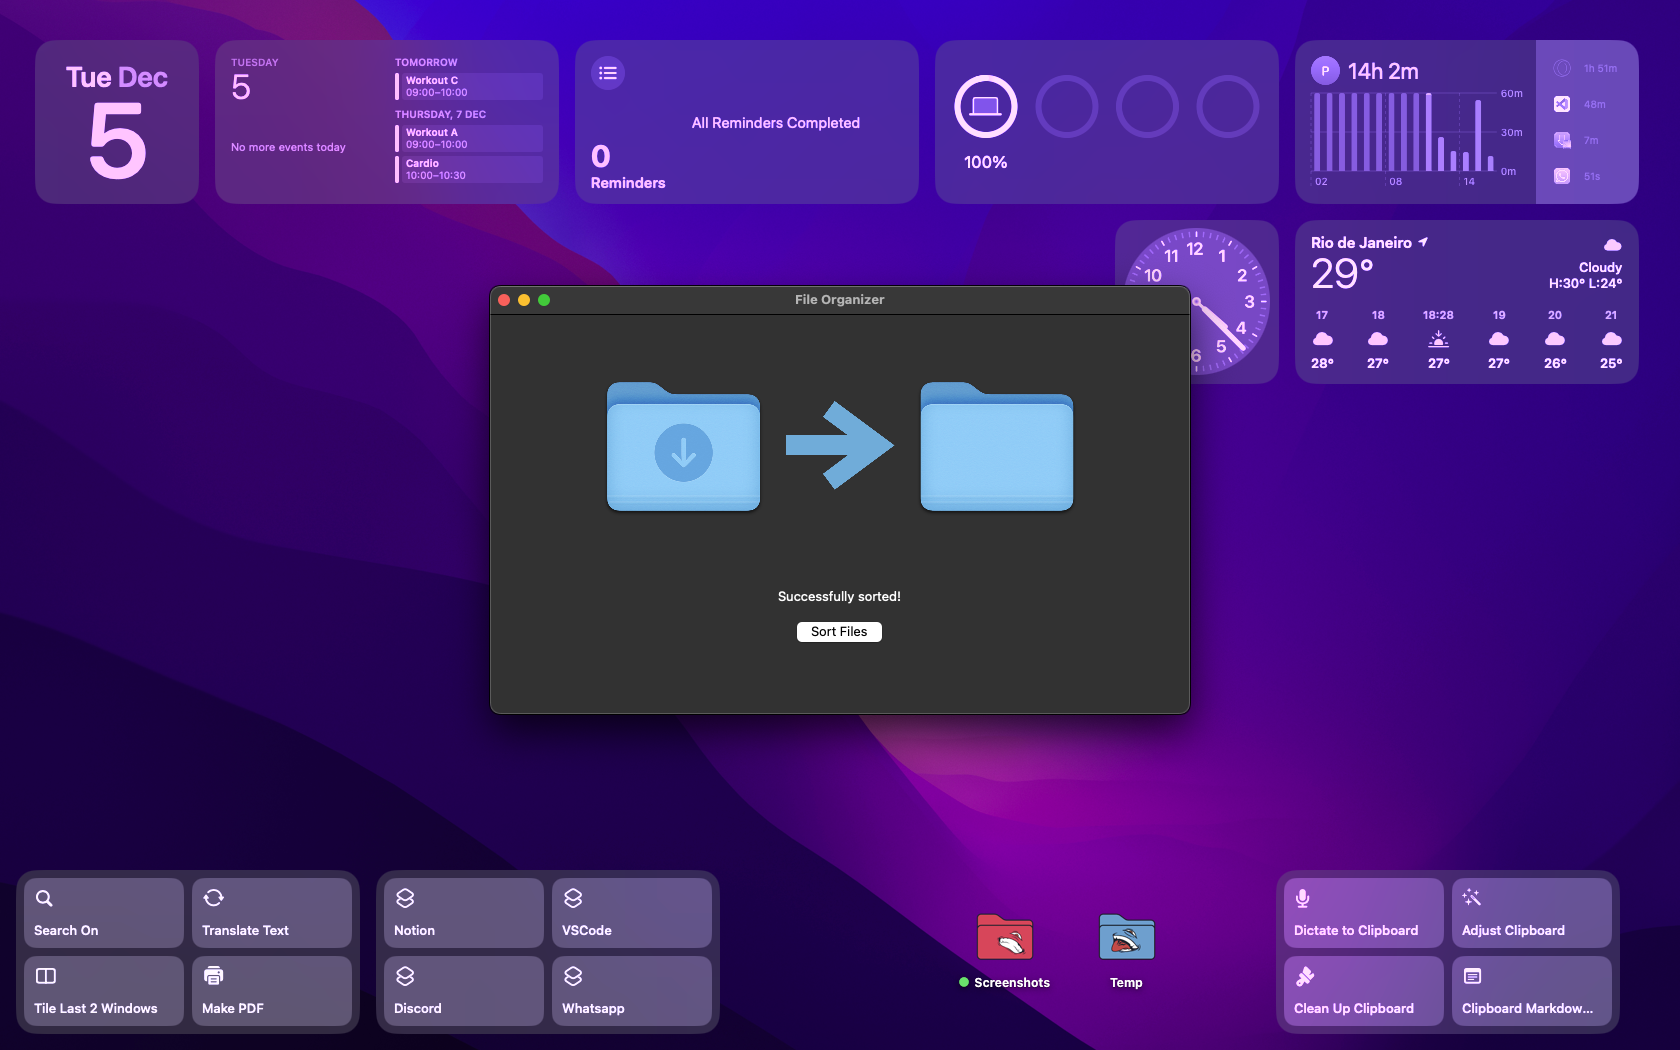 Tue Dec
5
TUESDAY
5
No more events today
TOMORROW
Workout C
09:00–10:00
THURSDAY, 7 DEC
Workout A
09:00–10:00
Cardio
10:00–10:30
All Reminders Completed
0
Reminders
100%
P
14h 2m
60m
30m
0m
02
08
14
1h 51m
48m
7m
51s
12
11
1
10
2
3
4
5
6
Rio de Janeiro
29°
Cloudy
H:30° L:24°
17
18
18:28
19
20
21
28°
27°
27°
27°
26°
25°
File Organizer
Successfully sorted!
Sort Files
Search On
Translate Text
Tile Last 2 Windows
Make PDF
Notion
VSCode
Discord
Whatsapp
Screenshots
Temp
Dictate to Clipboard
Adjust Clipboard
Clean Up Clipboard
Clipboard Markdow...